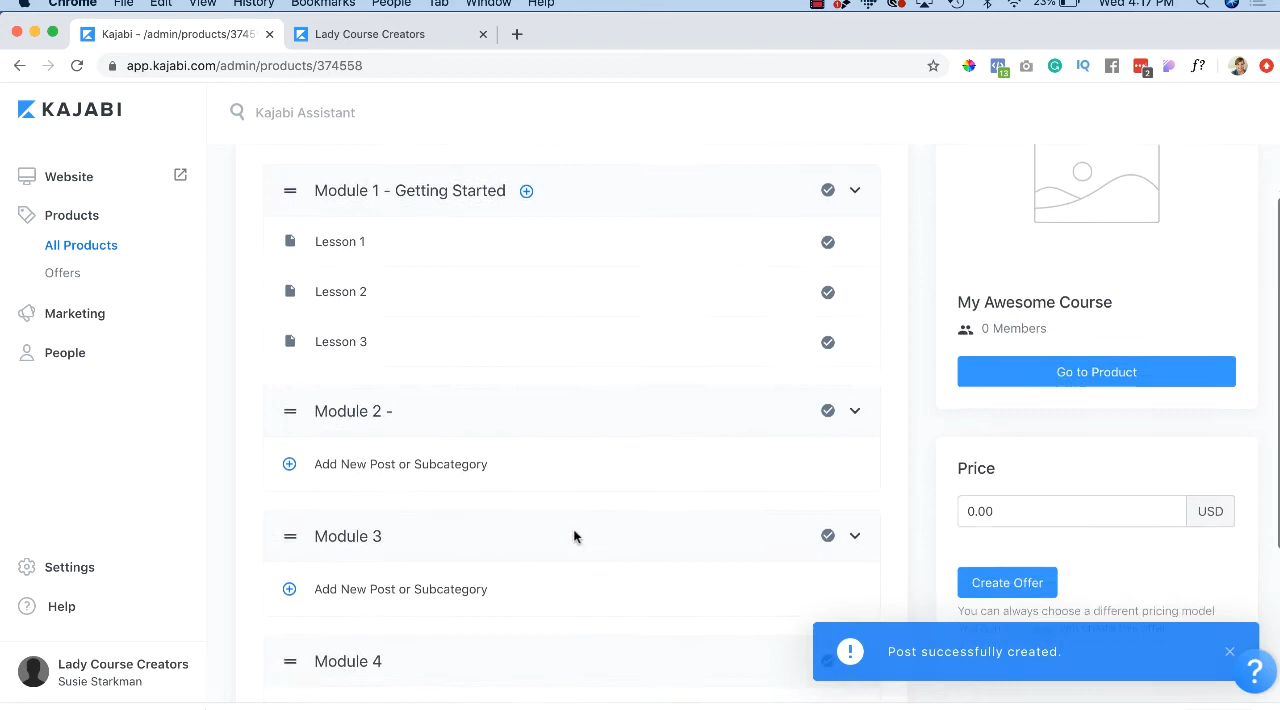 Chrome File Edit View History Bookmarks People Tab Window Help 23% Wed 4:17 PM
Kajabi - /admin/products/3745
Lady Course Creators
app.kajabi.com/admin/products/374558
13 IQ 2 f?
KAJABI
Kajabi Assistant
Website
Products
All Products
Offers
Marketing
People
Settings
Help
Lady Course Creators
Susie Starkman
Module 1 - Getting Started
Lesson 1
Lesson 2
Lesson 3
Module 2 -
Add New Post or Subcategory
Module 3
Add New Post or Subcategory
Module 4
My Awesome Course
0 Members
Go to Product
Price
0.00 USD
Create Offer
You can always choose a different pricing model
! Post successfully created.
?